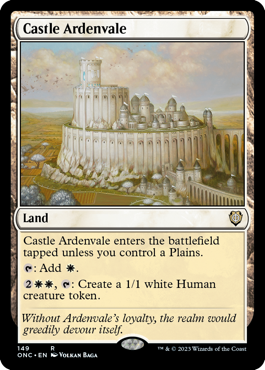 Castle Ardenvale
Land
Castle Ardenvale enters the battlefield
tapped unless you control a Plains.
: Add .
2, : Create a 1/1 white Human
creature token.
Without Ardenvale's loyalty, the realm would
greedily devour itself.
149 R
ONC • EN Volkan Baga
™ & © 2023 Wizards of the Coast